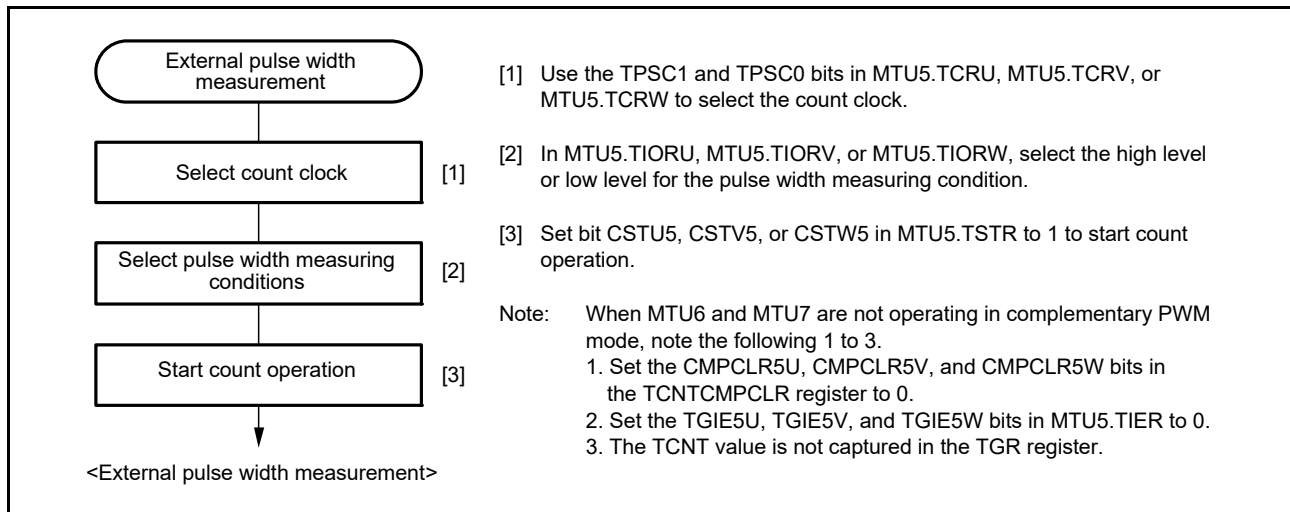 External pulse width
measurement
Select count clock
[1]
Select pulse width measuring
conditions
[2]
Start count operation
[3]
<External pulse width measurement>
[1] Use the TPSC1 and TPSC0 bits in MTU5.TCRU, MTU5.TCRV, or
MTU5.TCRW to select the count clock.
[2] In MTU5.TIORU, MTU5.TIORV, or MTU5.TIORW, select the high level
or low level for the pulse width measuring condition.
[3] Set bit CSTU5, CSTV5, or CSTW5 in MTU5.TSTR to 1 to start count
operation.
Note: When MTU6 and MTU7 are not operating in complementary PWM
mode, note the following 1 to 3.
1. Set the CMPCLR5U, CMPCLR5V, and CMPCLR5W bits in
the TCNTCMPCLR register to 0.
2. Set the TGIE5U, TGIE5V, and TGIE5W bits in MTU5.TIER to 0.
3. The TCNT value is not captured in the TGR register.